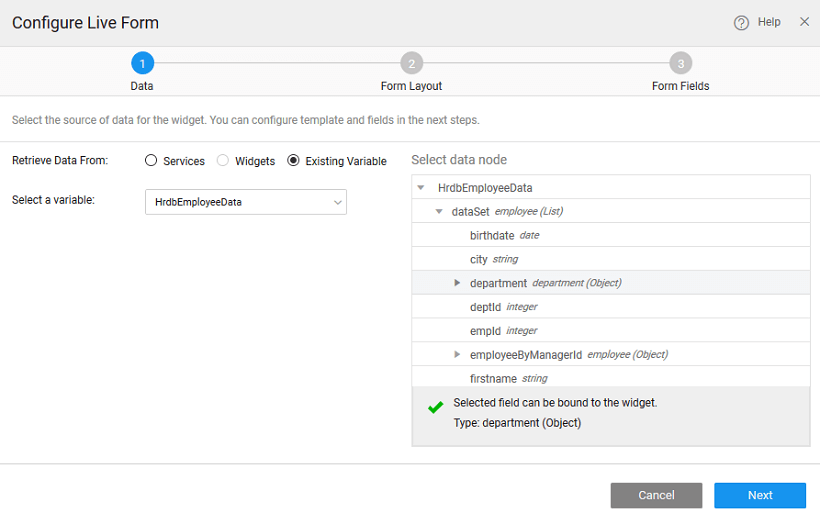 Configure Live Form
Help
1
2
3
Data
Form Layout
Form Fields
Select the source of data for the widget. You can configure template and fields in the next steps.
Retrieve Data From:
Services
Widgets
Existing Variable
Select a variable:
HrdbEmployeeData
Select data node
HrdbEmployeeData
dataSet employee (List)
birthdate date
city string
department department (Object)
deptId integer
empId integer
employeeByManagerId employee (Object)
firstname string
Selected field can be bound to the widget.
Type: department (Object)
Cancel
Next